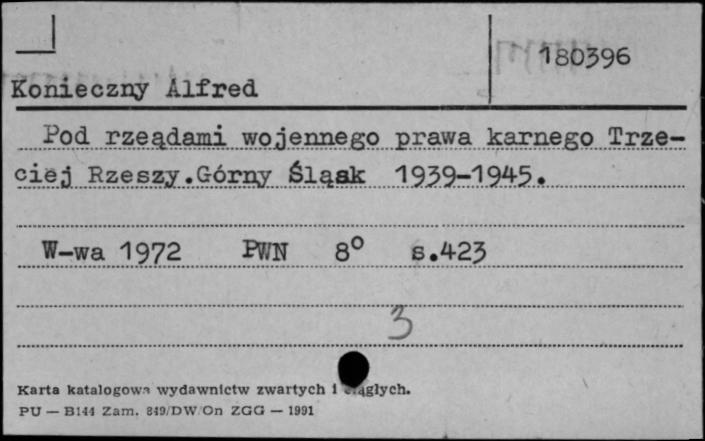 180396
Konieczny Alfred
Pod rzeądami wojennego prawa karnego Trze-
ciej Rzeszy.Górny Śląsk 1939-1945.
W-wa 1972 PWN 8° s.423
3
Karta katalogowa wydawnictw zwartych i ciągłych.
PU — B144 Zam. 849/DW/On ZGG — 1991